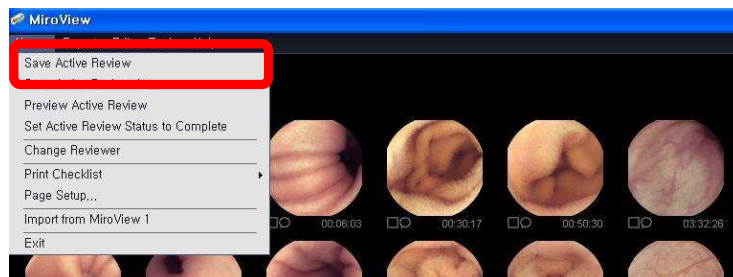 MiroView
Save Active Review
Preview Active Review
Set Active Review Status to Complete
Change Reviewer
Print Checklist
Page Setup...
Import from MiroView 1
Exit
00:06:03
00:30:17
00:50:30
03:32:26